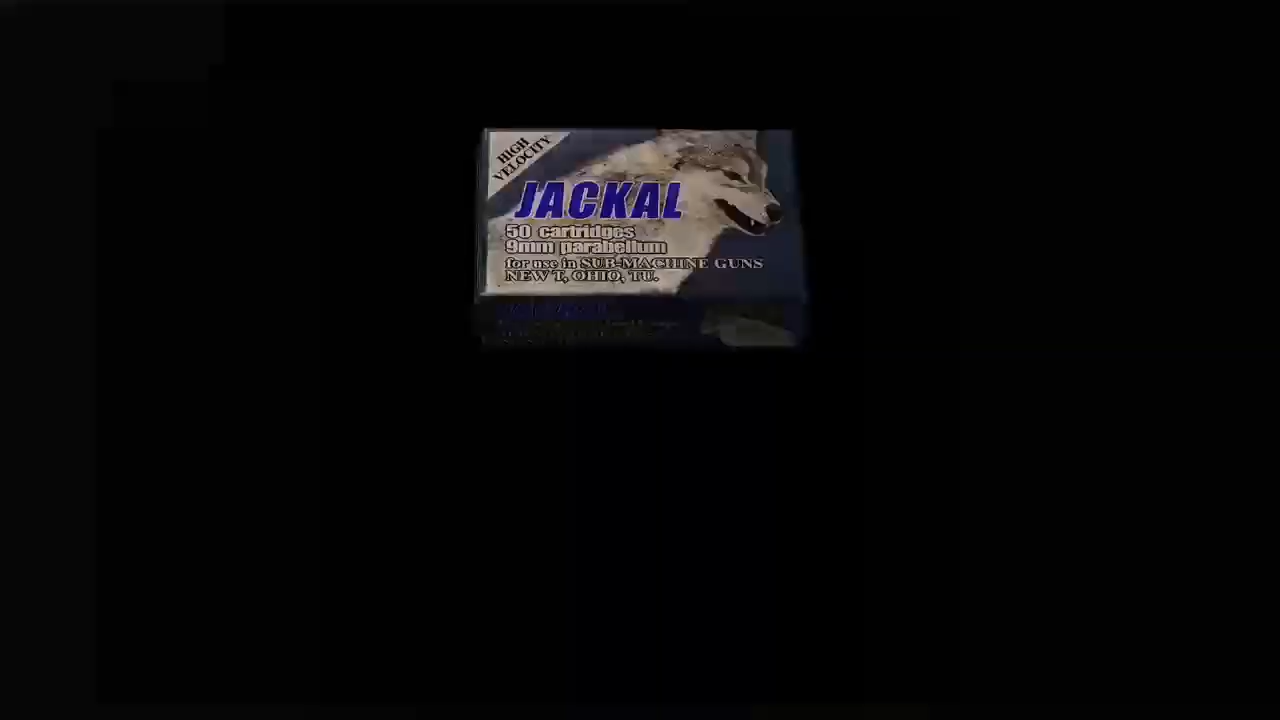 HIGH
VELOCITY
JACKAL
50 cartridges
9mm parabellum
for use in SUB-MACHINE GUNS
NEW T, OHIO, TU.